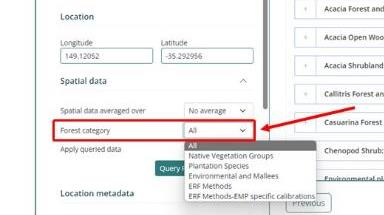 Location
Longitude
Latitude
149.12052
-35.292956
Spatial data
Spatial data averaged over
No average
Forest category
All
Apply queried data
All
Native Vegetation Groups
Plantation Species
Environmental and Mallees
ERF Methods
ERF Methods-EMP specific calibrations
Query
Location metadata
Acacia Forest and
Acacia Open Woo
Acacia Shrubland
Callitris Forest an
Casuarina Forest
Chenopod Shrub;
Environmental pl
Previous